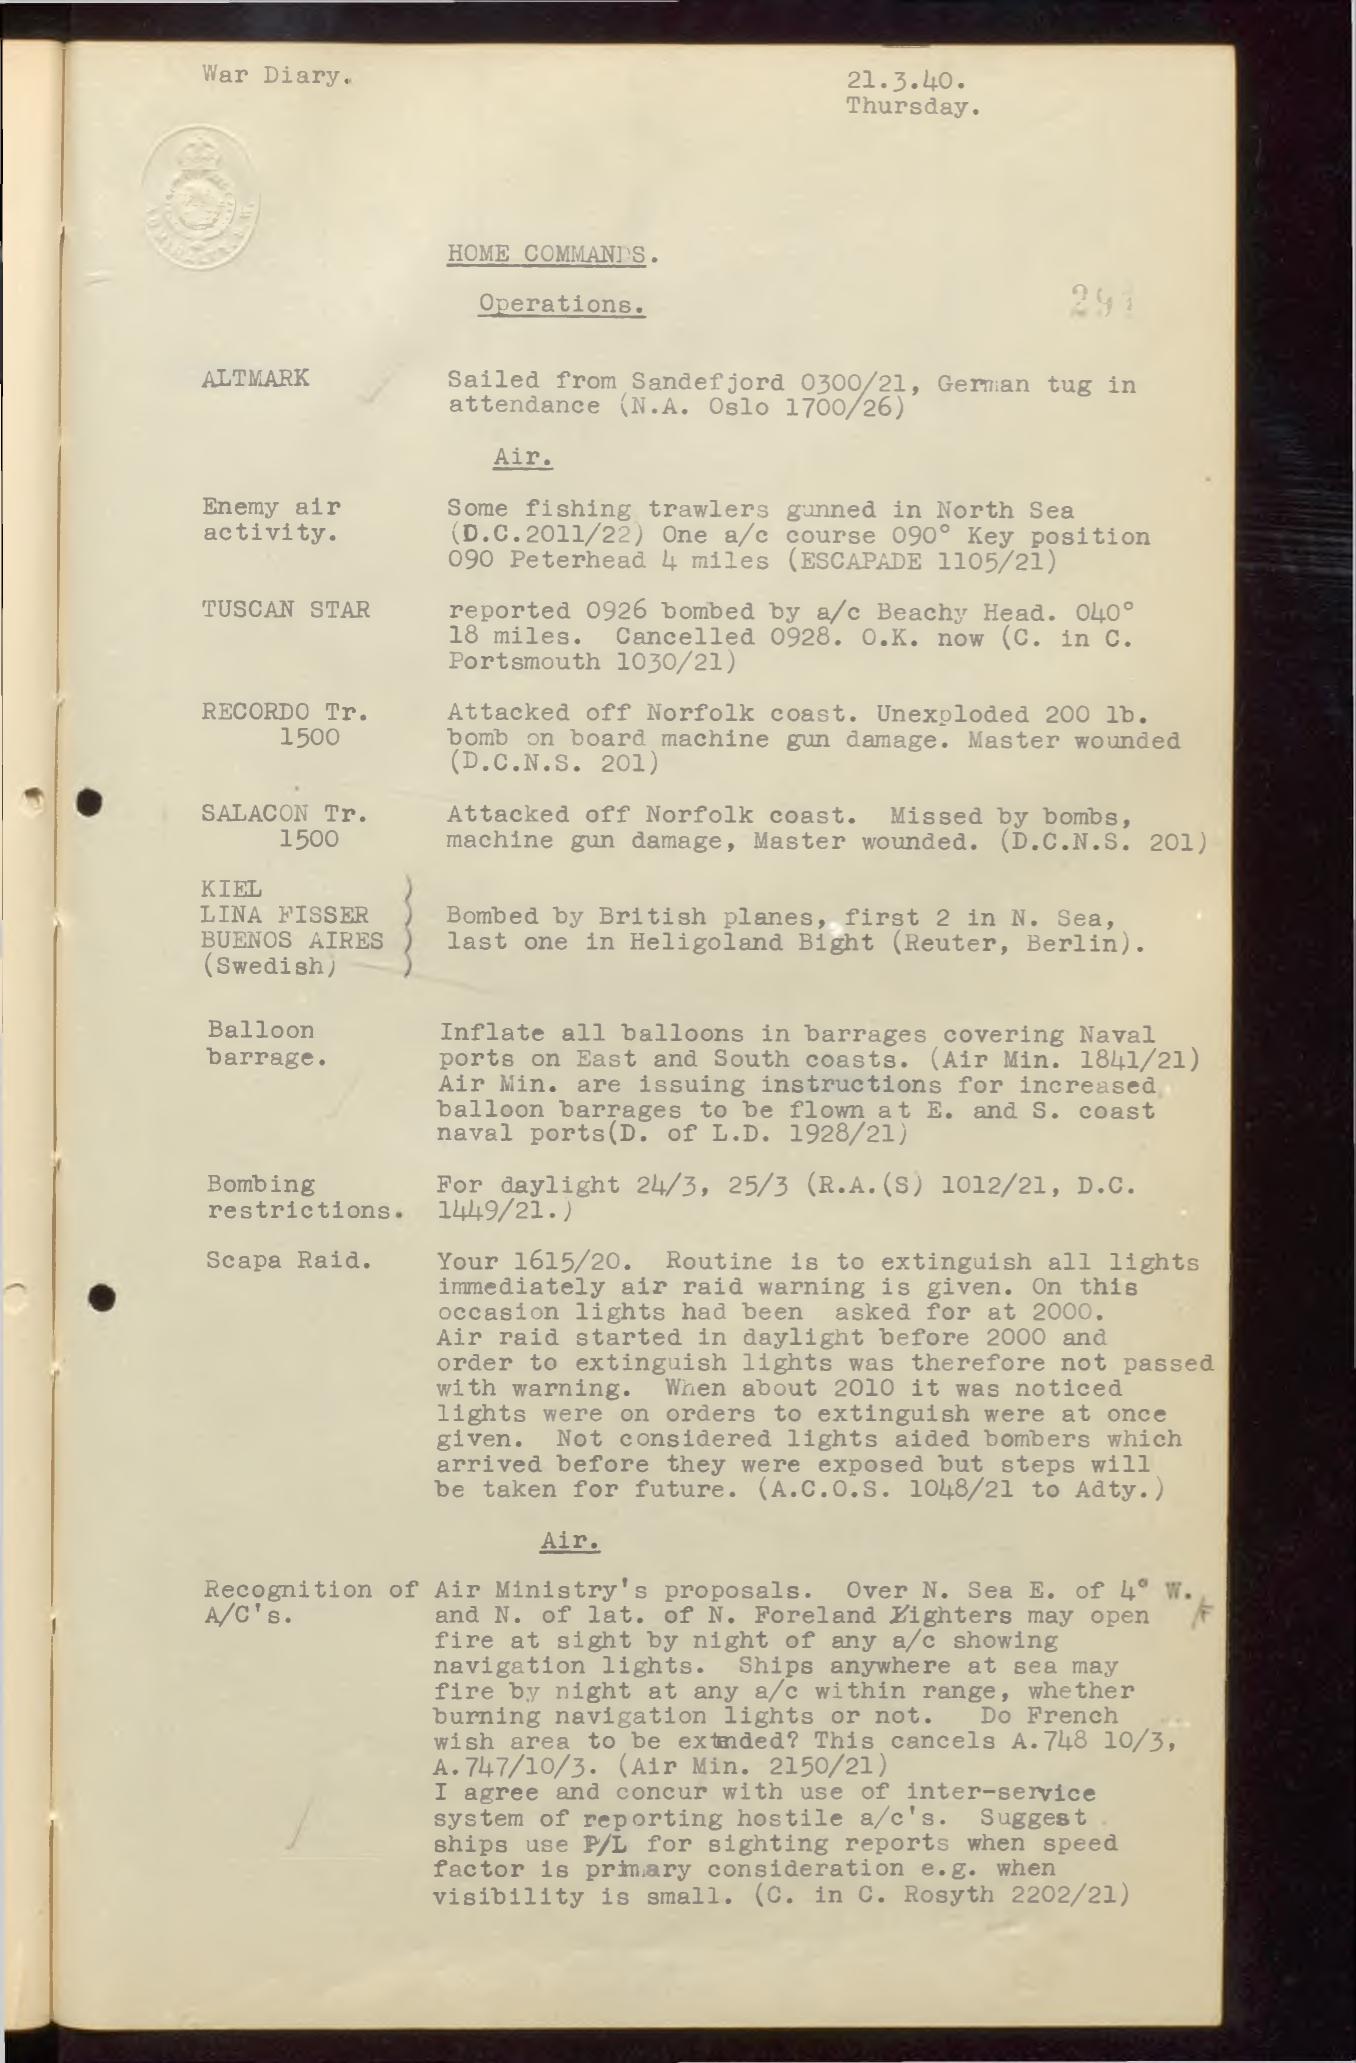 War Diary.
21.3.40.
Thursday.
HOME COMMANDS.
Operations.
ALTMARK Sailed from Sandefjord 0300/21, German tug in
attendance (N.A. Oslo 1700/26)
Air.
Enemy air Some fishing trawlers gunned in North Sea
activity. (D.C.2011/22) One a/c course 090° Key position
090 Peterhead 4 miles (ESCAPADE 1105/21)
TUSCAN STAR reported 0926 bombed by a/c Beachy Head. 040°
18 miles. Cancelled 0928. O.K. now (C. in C.
Portsmouth 1030/21)
RECORDO Tr. Attacked off Norfolk coast. Unexploded 200 lb.
1500 bomb on board machine gun damage. Master wounded
(D.C.N.S. 201)
SALACON Tr. Attacked off Norfolk coast. Missed by bombs,
1500 machine gun damage, Master wounded. (D.C.N.S. 201)
KIEL )
LINA FISSER ) Bombed by British planes, first 2 in N. Sea,
BUENOS AIRES ) last one in Heligoland Bight (Reuter, Berlin).
(Swedish) )
Balloon Inflate all balloons in barrages covering Naval
barrage. ports on East and South coasts. (Air Min. 1841/21)
Air Min. are issuing instructions for increased
balloon barrages to be flown at E. and S. coast
naval ports(D. of L.D. 1928/21)
Bombing For daylight 24/3, 25/3 (R.A.(S) 1012/21, D.C.
restrictions. 1449/21.)
Scapa Raid. Your 1615/20. Routine is to extinguish all lights
immediately air raid warning is given. On this
occasion lights had been asked for at 2000.
Air raid started in daylight before 2000 and
order to extinguish lights was therefore not passed
with warning. When about 2010 it was noticed
lights were on orders to extinguish were at once
given. Not considered lights aided bombers which
arrived before they were exposed but steps will
be taken for future. (A.C.O.S. 1048/21 to Adty.)
Air.
Recognition of Air Ministry's proposals. Over N. Sea E. of 4° W.
A/C's. and N. of lat. of N. Foreland Fighters may open
fire at sight by night of any a/c showing
navigation lights. Ships anywhere at sea may
fire by night at any a/c within range, whether
burning navigation lights or not. Do French
wish area to be extended? This cancels A.748 10/3,
A.747/10/3. (Air Min. 2150/21)
I agree and concur with use of inter-service
system of reporting hostile a/c's. Suggest
ships use P/L for sighting reports when speed
factor is primary consideration e.g. when
visibility is small. (C. in C. Rosyth 2202/21)